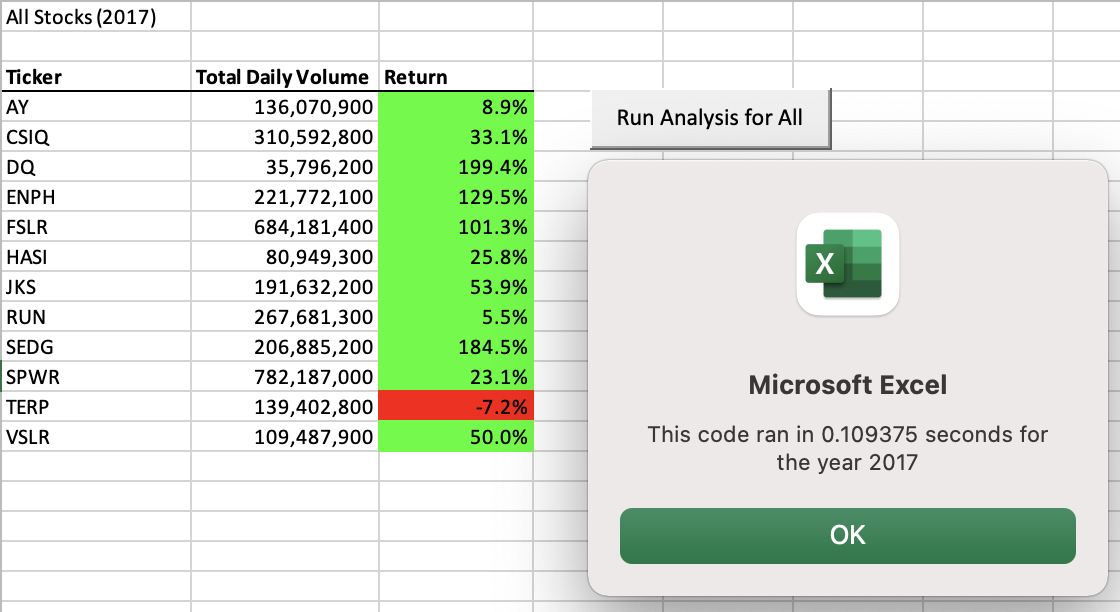 All Stocks (2017)
Ticker Total Daily Volume Return
AY 136,070,900 8.9%
CSIQ 310,592,800 33.1%
DQ 35,796,200 199.4%
ENPH 221,772,100 129.5%
FSLR 684,181,400 101.3%
HASI 80,949,300 25.8%
JKS 191,632,200 53.9%
RUN 267,681,300 5.5%
SEDG 206,885,200 184.5%
SPWR 782,187,000 23.1%
TERP 139,402,800 -7.2%
VSLR 109,487,900 50.0%
Run Analysis for All
X
Microsoft Excel
This code ran in 0.109375 seconds for
the year 2017
OK